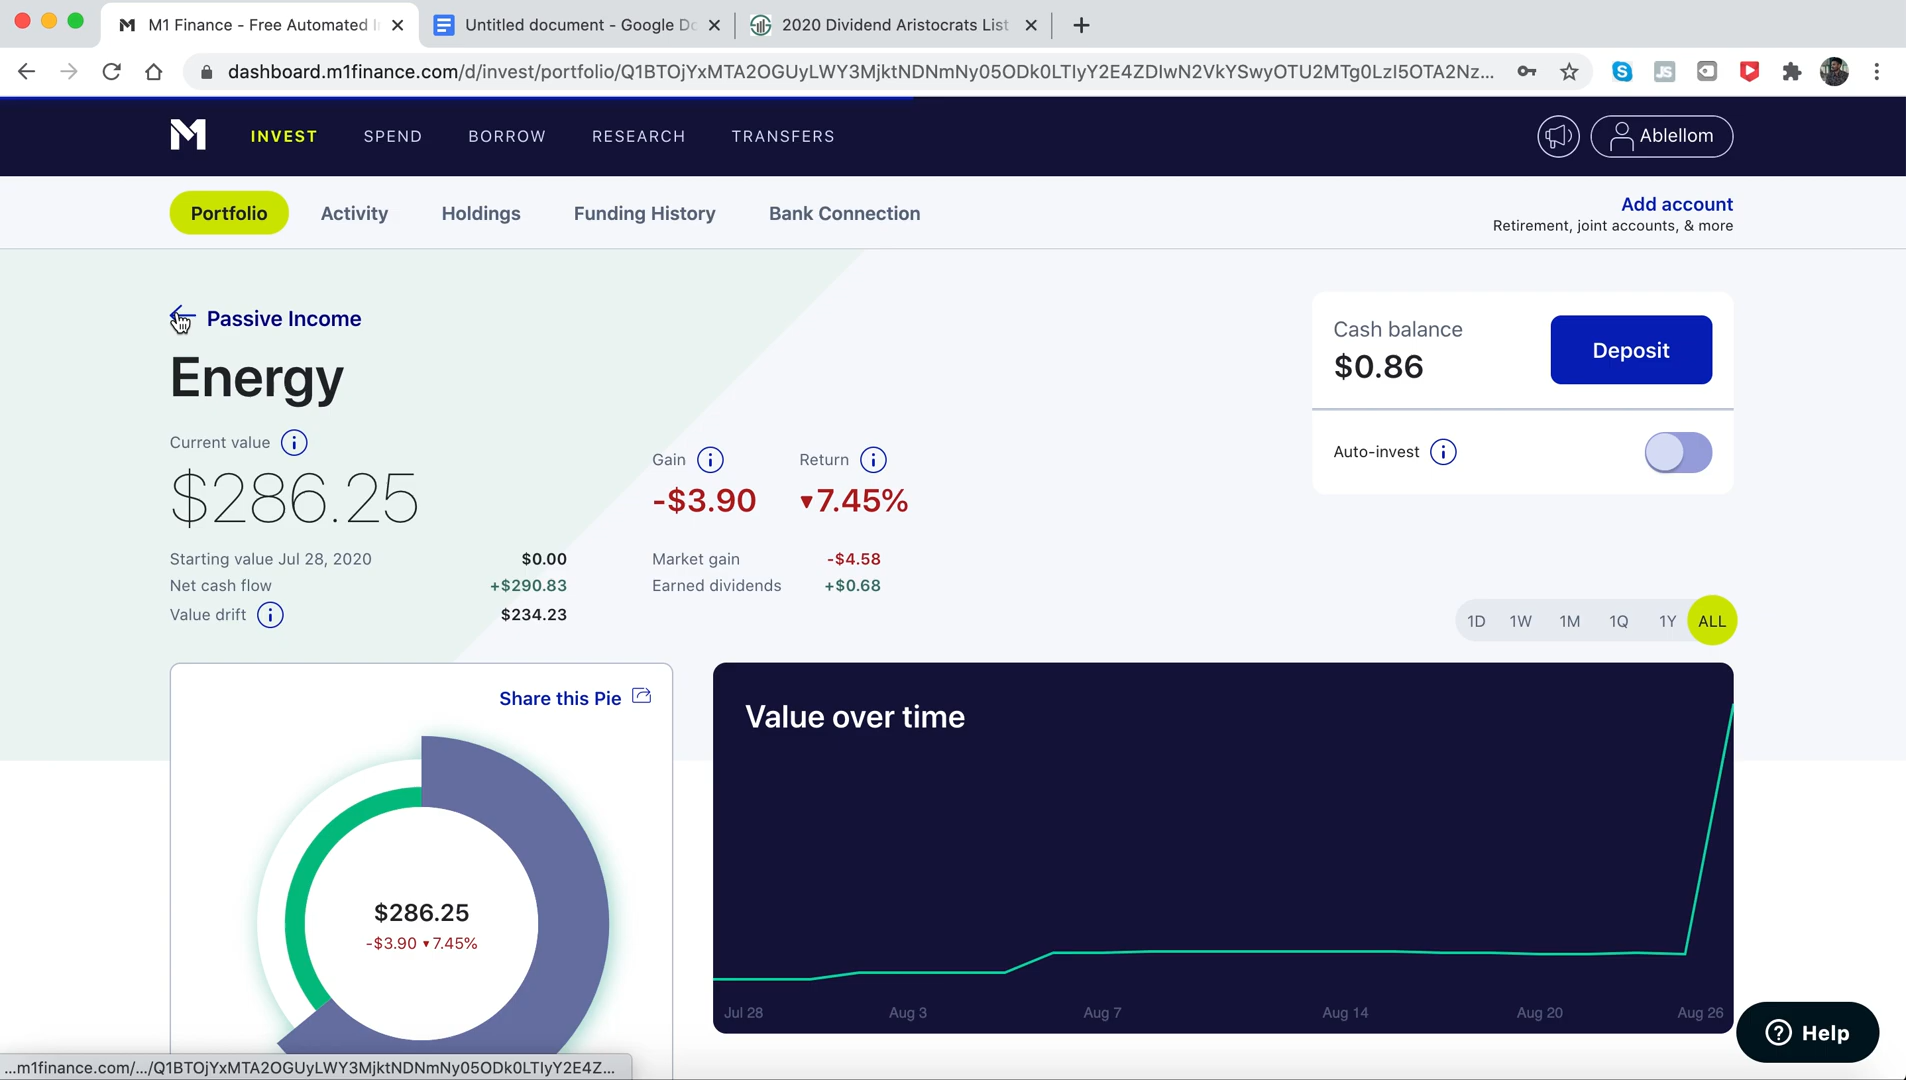 M1 Finance - Free Automated I
Untitled document - Google Do
2020 Dividend Aristocrats List
dashboard.m1finance.com/d/invest/portfolio/Q1BTOjYxMTA2OGUyLWY3MjktNDNmNy05ODk0LTIyY2E4ZDIwN2VkYSwyOTU2MTg0LzI5OTA2Nz...
INVEST SPEND BORROW RESEARCH TRANSFERS
Ablellom
Portfolio Activity Holdings Funding History Bank Connection
Add account
Retirement, joint accounts, & more
Passive Income
Energy
Current value
$286.25
Starting value Jul 28, 2020 $0.00
Net cash flow +$290.83
Value drift $234.23
Gain Return
-$3.90 ▼7.45%
Market gain -$4.58
Earned dividends +$0.68
Cash balance
$0.86
Deposit
Auto-invest
1D 1W 1M 1Q 1Y ALL
Share this Pie
$286.25
-$3.90 ▼7.45%
Value over time
Jul 28 Aug 3 Aug 7 Aug 14 Aug 20 Aug 26
Help
...m1finance.com/.../Q1BTOjYxMTA2OGUyLWY3MjktNDNmNy05ODk0LTIyY2E4Z...